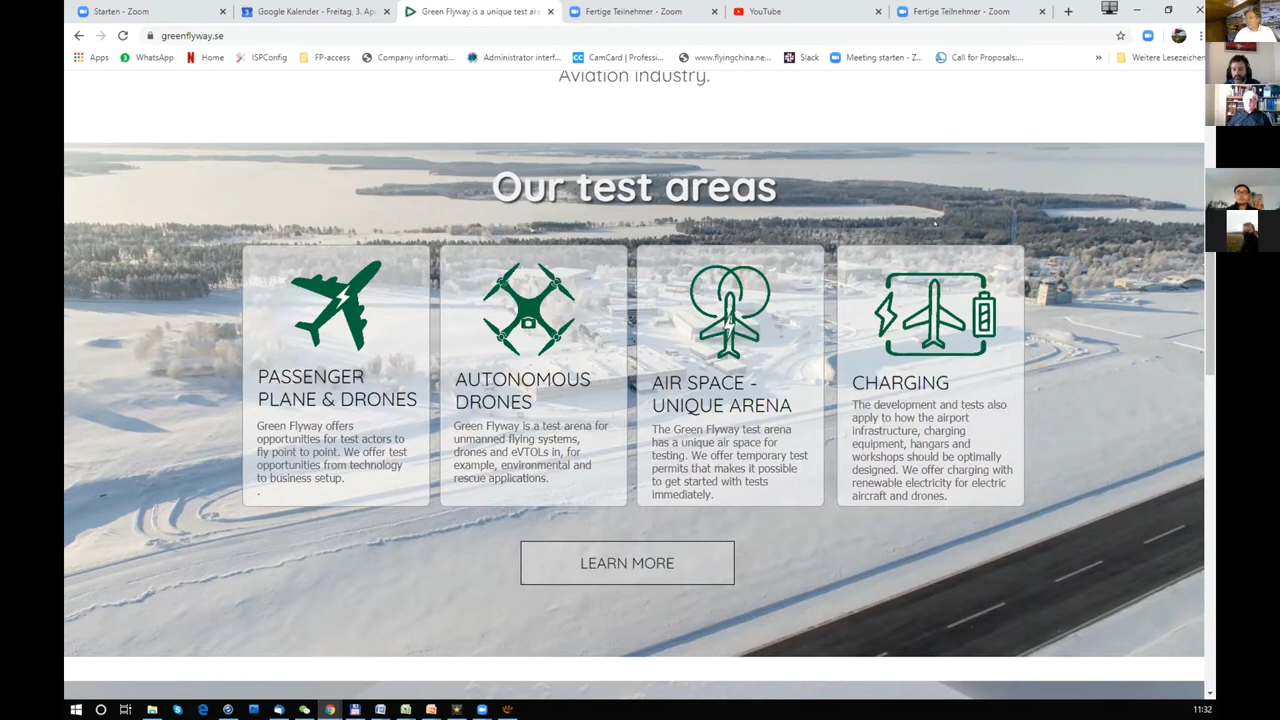 Starten - Zoom
Google Kalender - Freitag, 3. Apr
Green Flyway is a unique test are
Fertige Teilnehmer - Zoom
YouTube
Fertige Teilnehmer - Zoom
greenflyway.se
Apps
WhatsApp
Home
ISPConfig
FP-access
Company informati...
Administrator interf...
CamCard | Professi...
www.flyingchina.ne...
Slack
Meeting starten - Z...
Call for Proposals:...
»
Weitere Lesezeichen
Aviation industry.
Our test areas
PASSENGER
PLANE & DRONES
Green Flyway offers
opportunities for test actors to
fly point to point. We offer test
opportunities from technology
to business setup.
.
AUTONOMOUS
DRONES
Green Flyway is a test arena for
unmanned flying systems,
drones and eVTOLs in, for
example, environmental and
rescue applications.
AIR SPACE -
UNIQUE ARENA
The Green Flyway test arena
has a unique air space for
testing. We offer temporary test
permits that makes it possible
to get started with tests
immediately.
CHARGING
The development and tests also
apply to how the airport
infrastructure, charging
equipment, hangars and
workshops should be optimally
designed. We offer charging with
renewable electricity for electric
aircraft and drones.
LEARN MORE
11:32